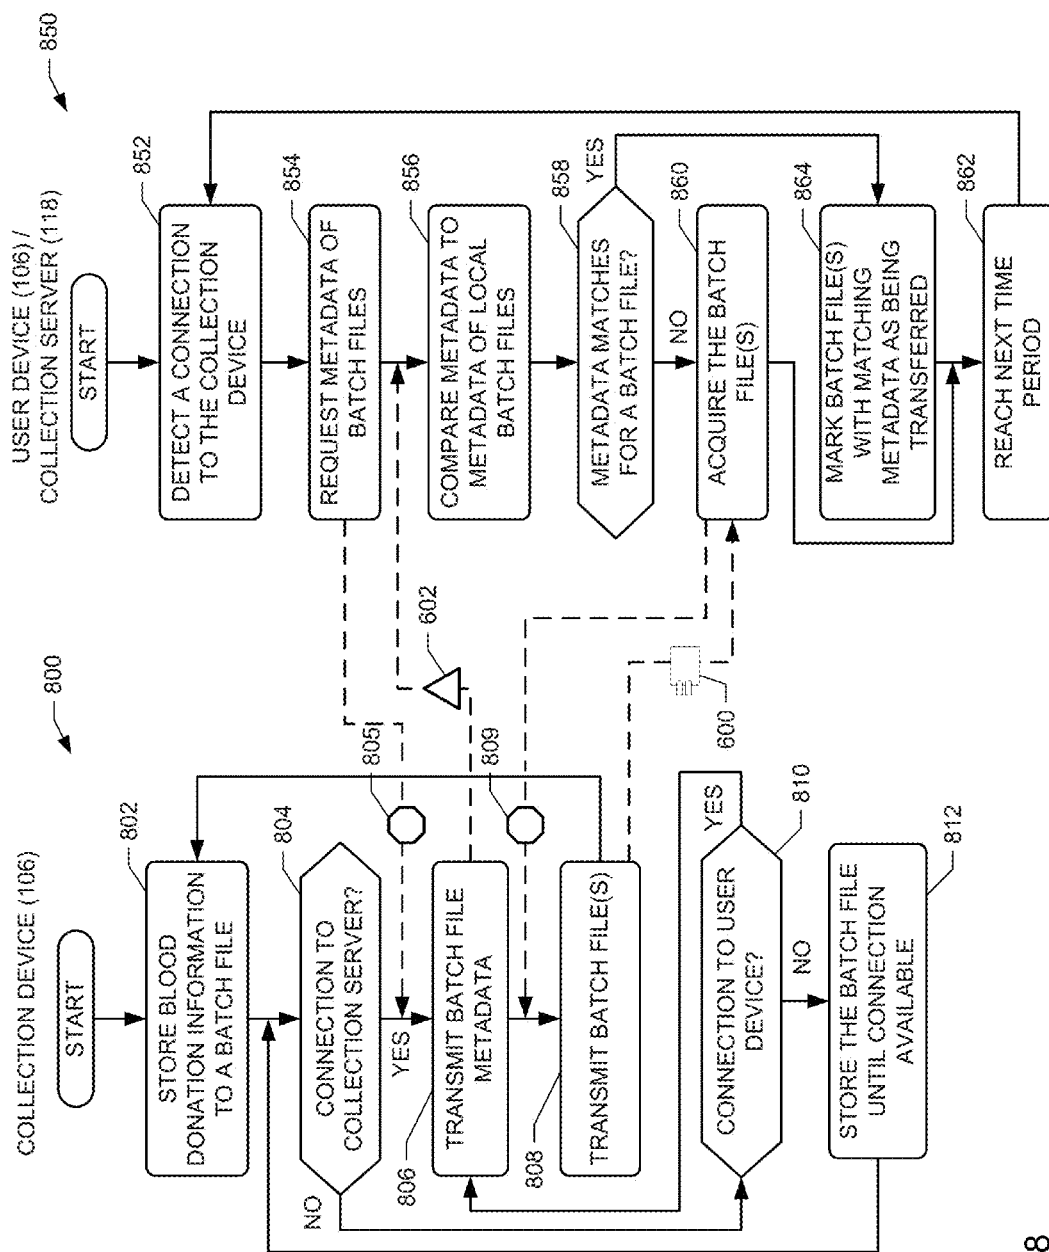 COLLECTION DEVICE (106)
800
START
STORE BLOOD
DONATION INFORMATION
TO A BATCH FILE
802
CONNECTION TO
COLLECTION SERVER?
804
NO
YES
805
TRANSMIT BATCH FILE
METADATA
806
602
809
TRANSMIT BATCH FILE(S)
808
YES
600
CONNECTION TO USER
DEVICE?
810
NO
STORE THE BATCH FILE
UNTIL CONNECTION
AVAILABLE
812
USER DEVICE (106) /
COLLECTION SERVER (118)
850
START
DETECT A CONNECTION
TO THE COLLECTION
DEVICE
852
REQUEST METADATA OF
BATCH FILES
854
COMPARE METADATA TO
METADATA OF LOCAL
BATCH FILES
856
METADATA MATCHES
FOR A BATCH FILE?
858
YES
NO
ACQUIRE THE BATCH
FILE(S)
860
MARK BATCH FILE(S)
WITH MATCHING
METADATA AS BEING
TRANSFERRED
864
REACH NEXT TIME
PERIOD
862
8